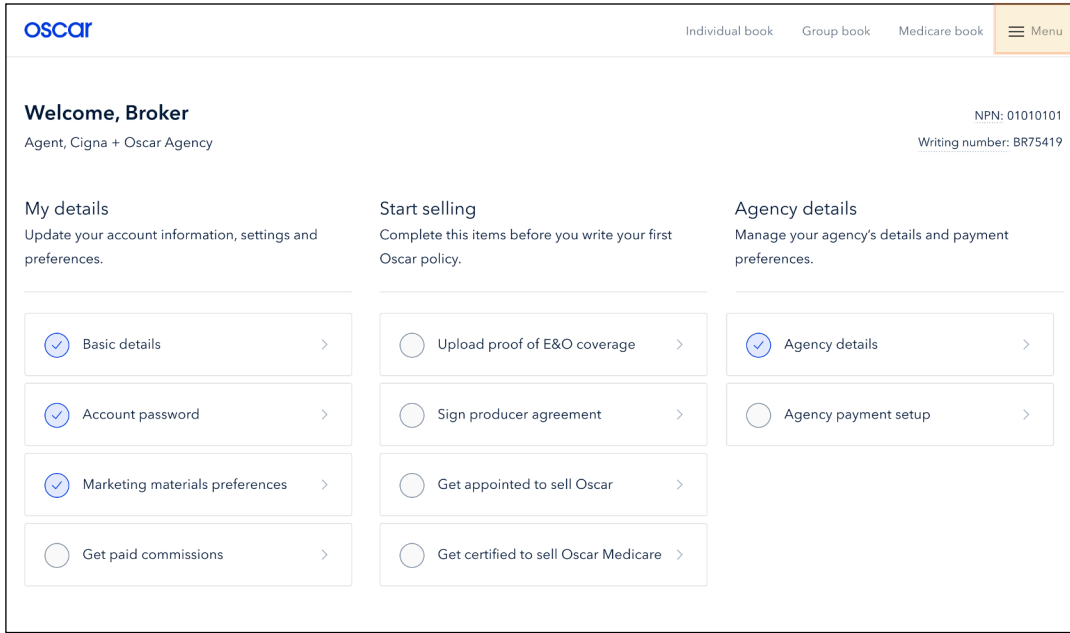 oscar
Individual book
Group book
Medicare book
Menu
Welcome, Broker
Agent, Cigna + Oscar Agency
NPN: 01010101
Writing number: BR75419
My details
Update your account information, settings and
preferences.
Basic details
Account password
Marketing materials preferences
Get paid commissions
Start selling
Complete this items before you write your first
Oscar policy.
Upload proof of E&O coverage
Sign producer agreement
Get appointed to sell Oscar
Get certified to sell Oscar Medicare
Agency details
Manage your agency's details and payment
preferences.
Agency details
Agency payment setup